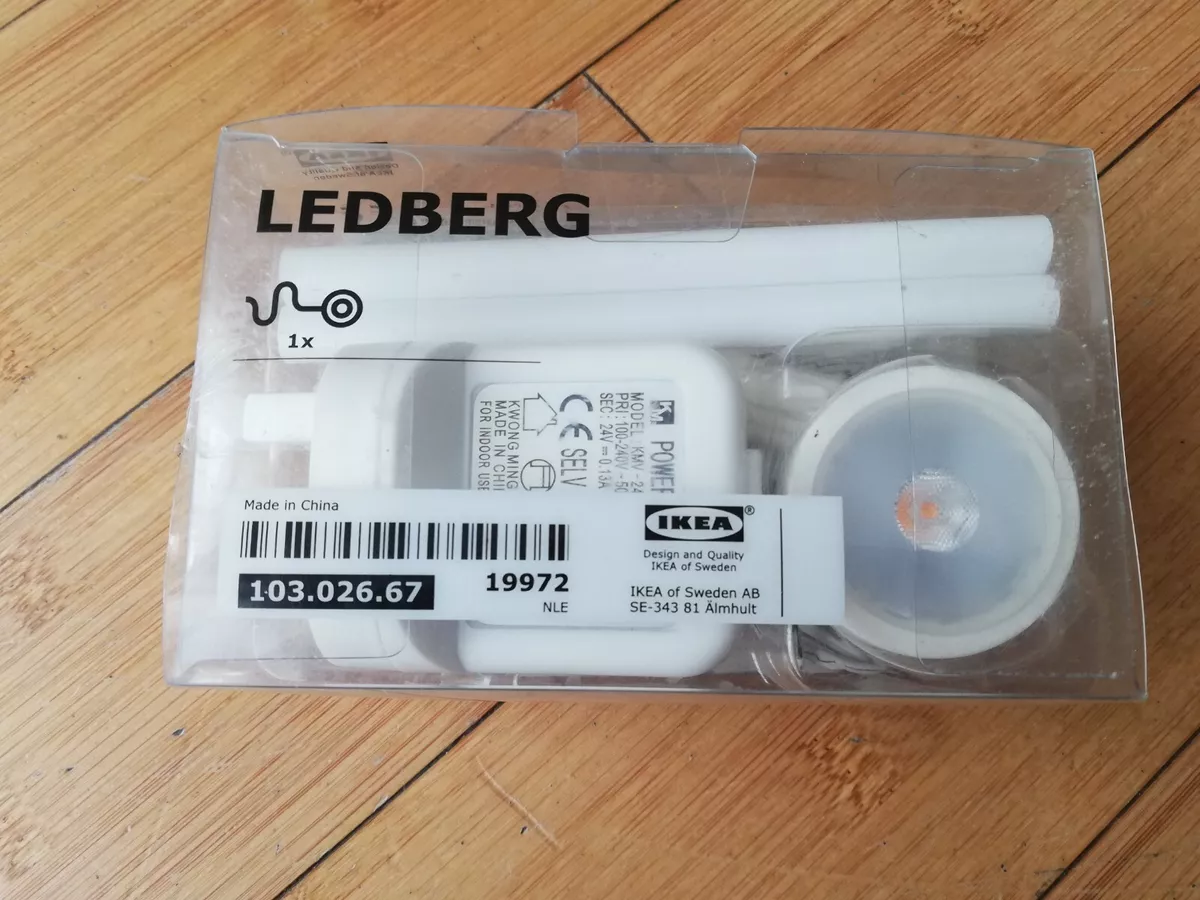 LEDBERG
1x
KM POWER
MODEL: KMV - 24
PRI: 100-240V ~ 50
SEC: 24V 0.13A
CE SELV
KWONG MING
MADE IN CHI
FOR INDOOR USE
Made in China
103.026.67
19972
NLE
IKEA®
Design and Quality
IKEA of Sweden
IKEA of Sweden AB
SE-343 81 Älmhult